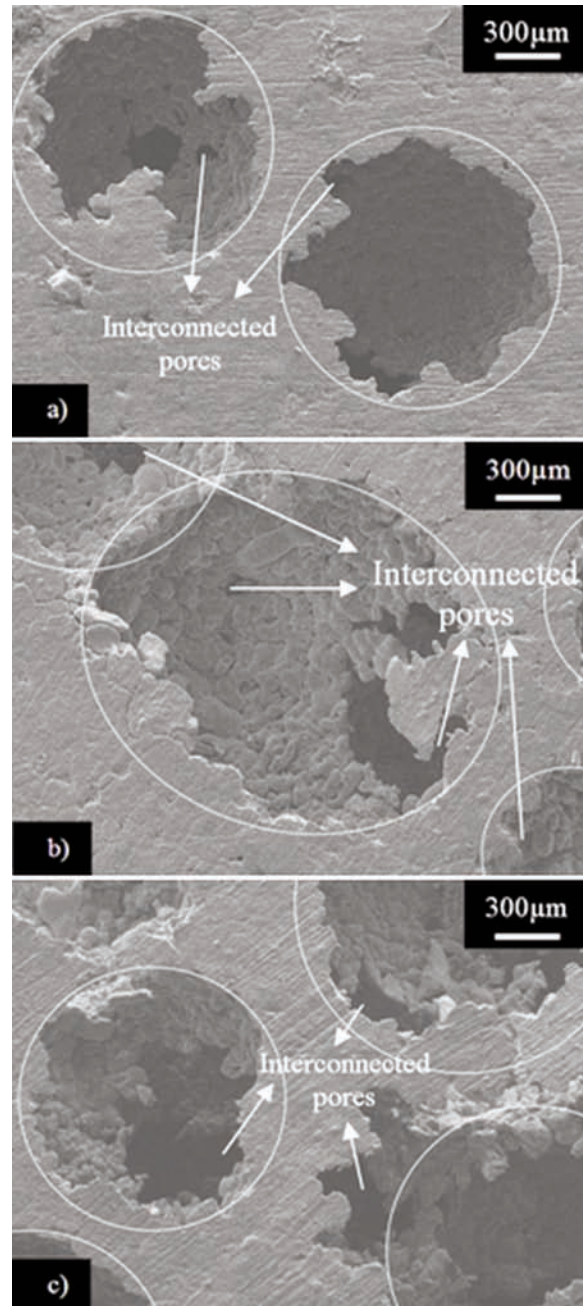 300µm
Interconnected
pores
a)
300µm
Interconnected
pores
b)
300µm
Interconnected
pores
c)